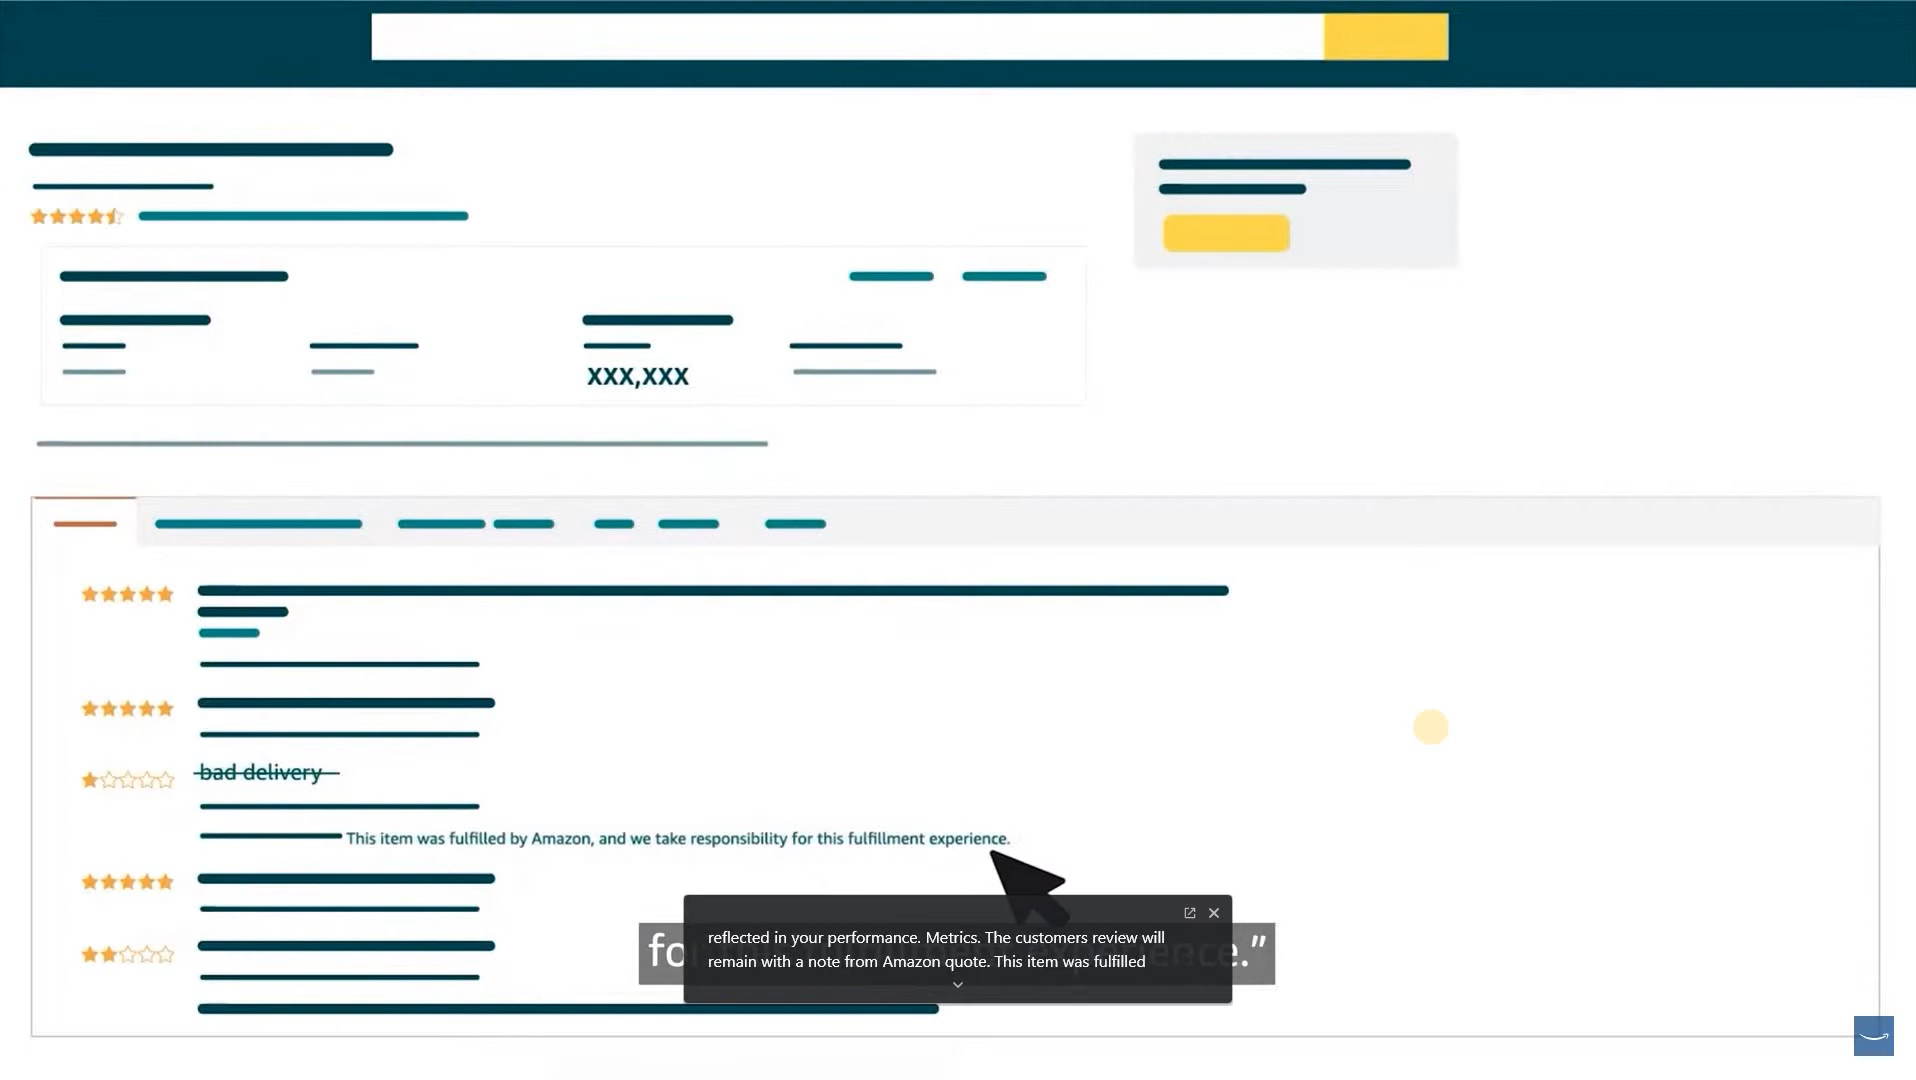 XXX,XXX
bad delivery
This item was fulfilled by Amazon, and we take responsibility for this fulfillment experience.
reflected in your performance. Metrics. The customers review will
remain with a note from Amazon quote. This item was fulfilled